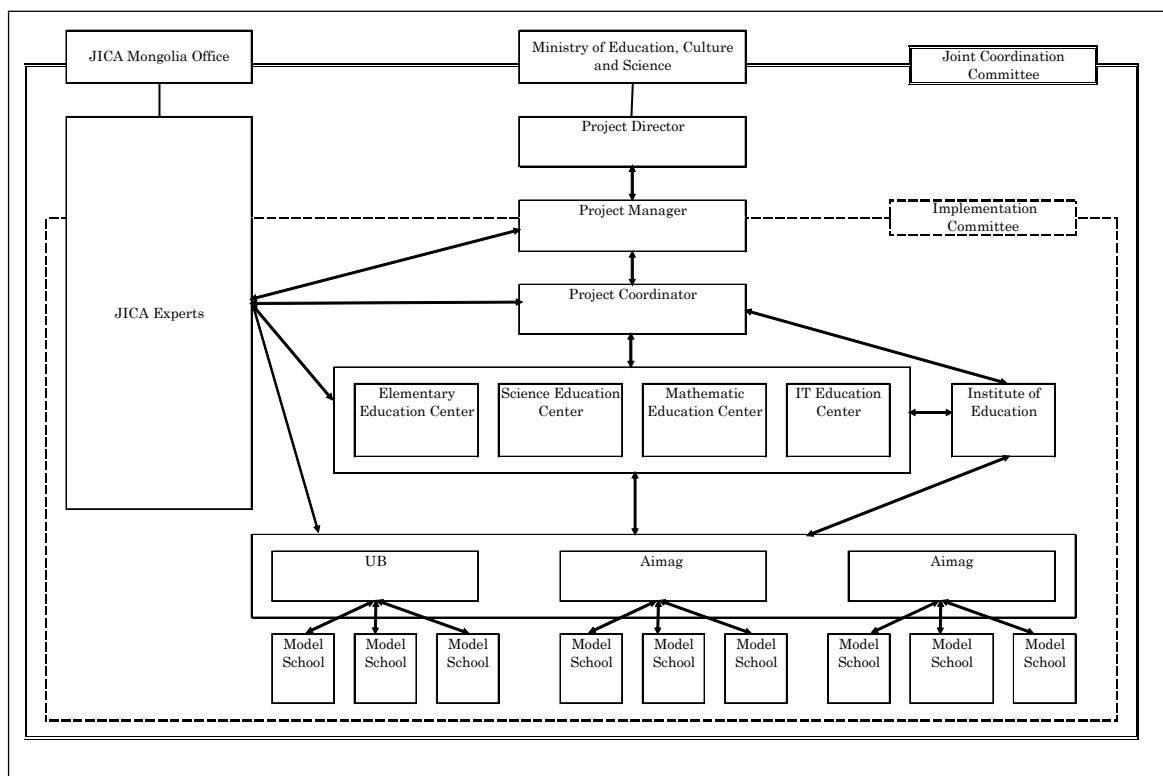 JICA Mongolia Office
Ministry of Education, Culture
and Science
Joint Coordination
Committee
Project Director
Project Manager
Implementation
Committee
JICA Experts
Project Coordinator
Elementary
Education Center
Science Education
Center
Mathematic
Education Center
IT Education
Center
Institute of
Education
UB
Aimag
Aimag
Model
School
Model
School
Model
School
Model
School
Model
School
Model
School
Model
School
Model
School
Model
School